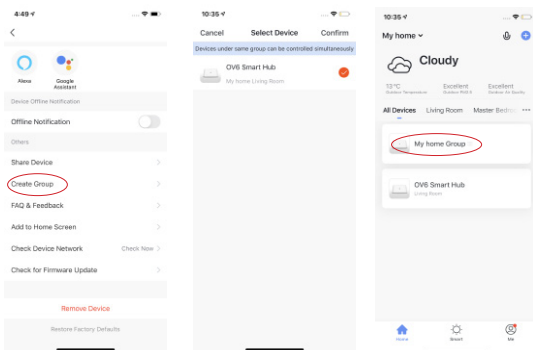 4:49
Alexa
Google
Assistant
Device Offline Notification
Offline Notification
Others
Share Device
Create Group
FAQ & Feedback
Add to Home Screen
Check Device Network Check Now
Check for Firmware Update
Remove Device
Restore Factory Defaults
10:35
Cancel Select Device Confirm
Devices under same group can be controlled simultaneously
OV6 Smart Hub
My home Living Room
10:35
My home
Cloudy
13°C Excellent Excellent
Outdoor Temperature Outdoor PM2.5 Outdoor Air Quality
All Devices Living Room Master Bedro
My home Group
OV6 Smart Hub
Living Room
Home Smart Me